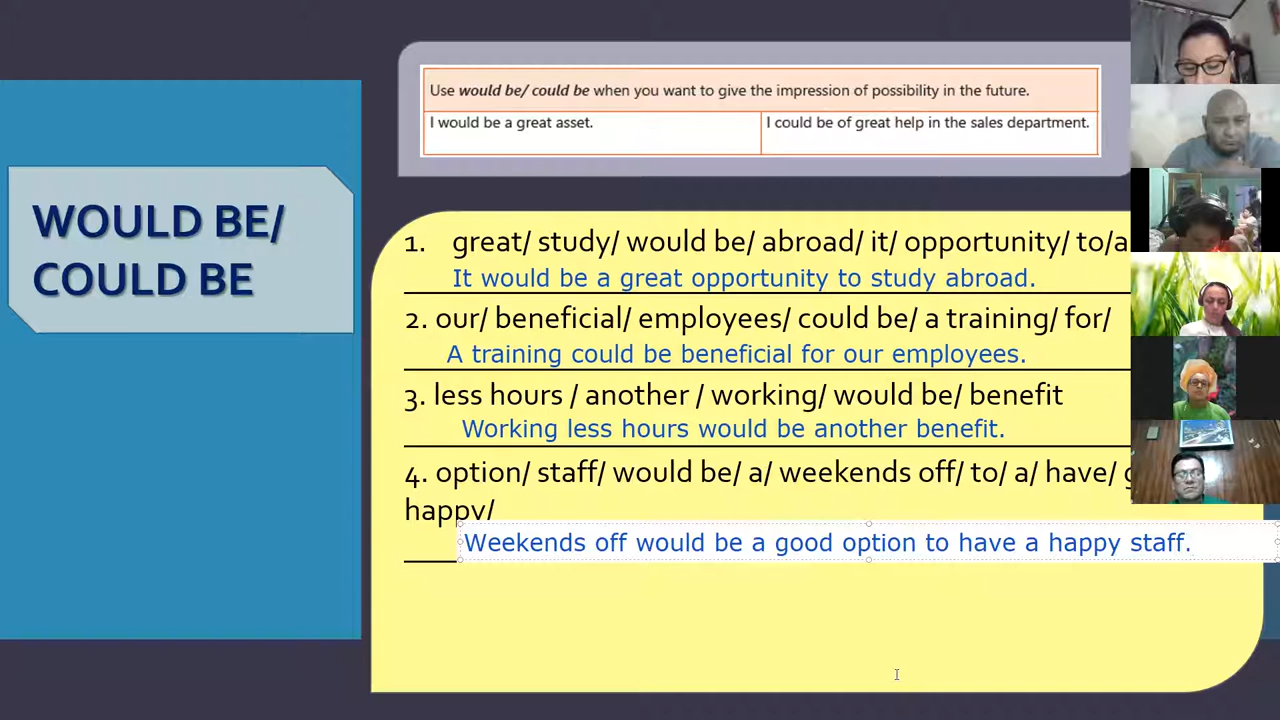 WOULD BE/
COULD BE
Use would be/ could be when you want to give the impression of possibility in the future.
I would be a great asset.
I could be of great help in the sales department.
1. great/ study/ would be/ abroad/ it/ opportunity/ to/a
It would be a great opportunity to study abroad.
2. our/ beneficial/ employees/ could be/ a training/ for/
A training could be beneficial for our employees.
3. less hours / another / working/ would be/ benefit
Working less hours would be another benefit.
4. option/ staff/ would be/ a/ weekends off/ to/ a/ have/
happy/
Weekends off would be a good option to have a happy staff.